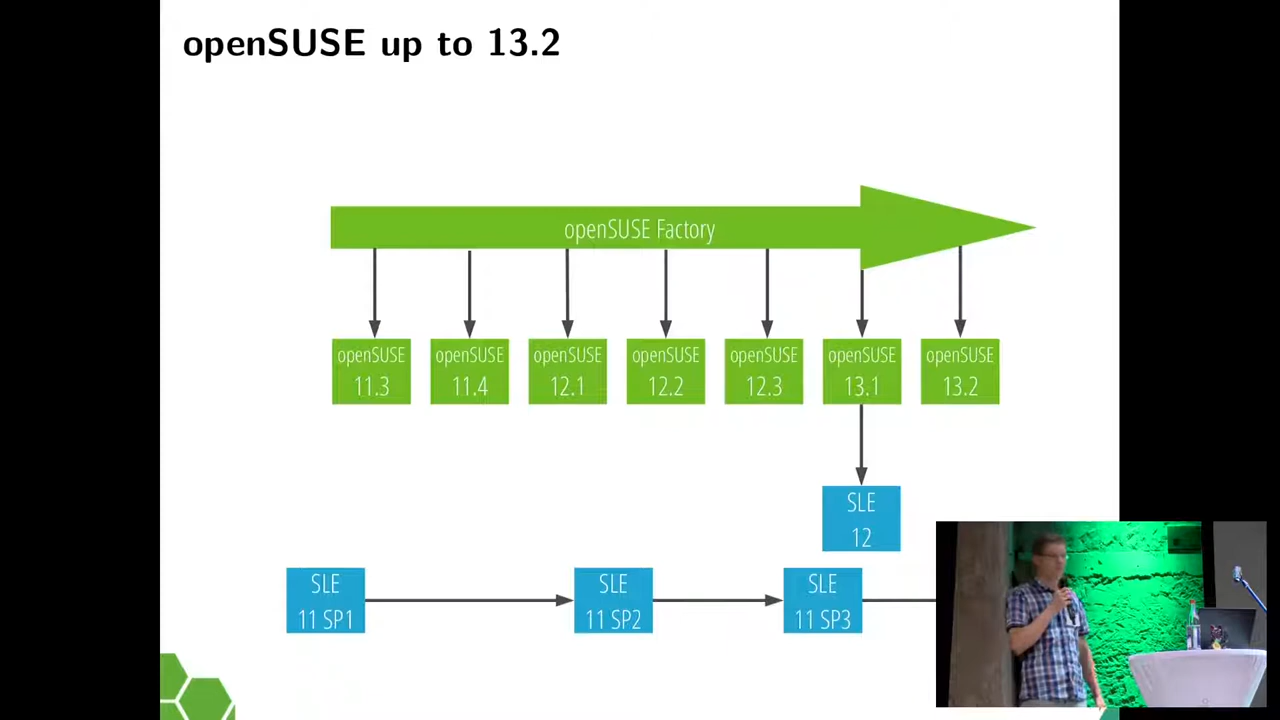 openSUSE up to 13.2
openSUSE Factory
openSUSE
11.3
openSUSE
11.4
openSUSE
12.1
openSUSE
12.2
openSUSE
12.3
openSUSE
13.1
openSUSE
13.2
SLE
12
SLE
11 SP1
SLE
11 SP2
SLE
11 SP3